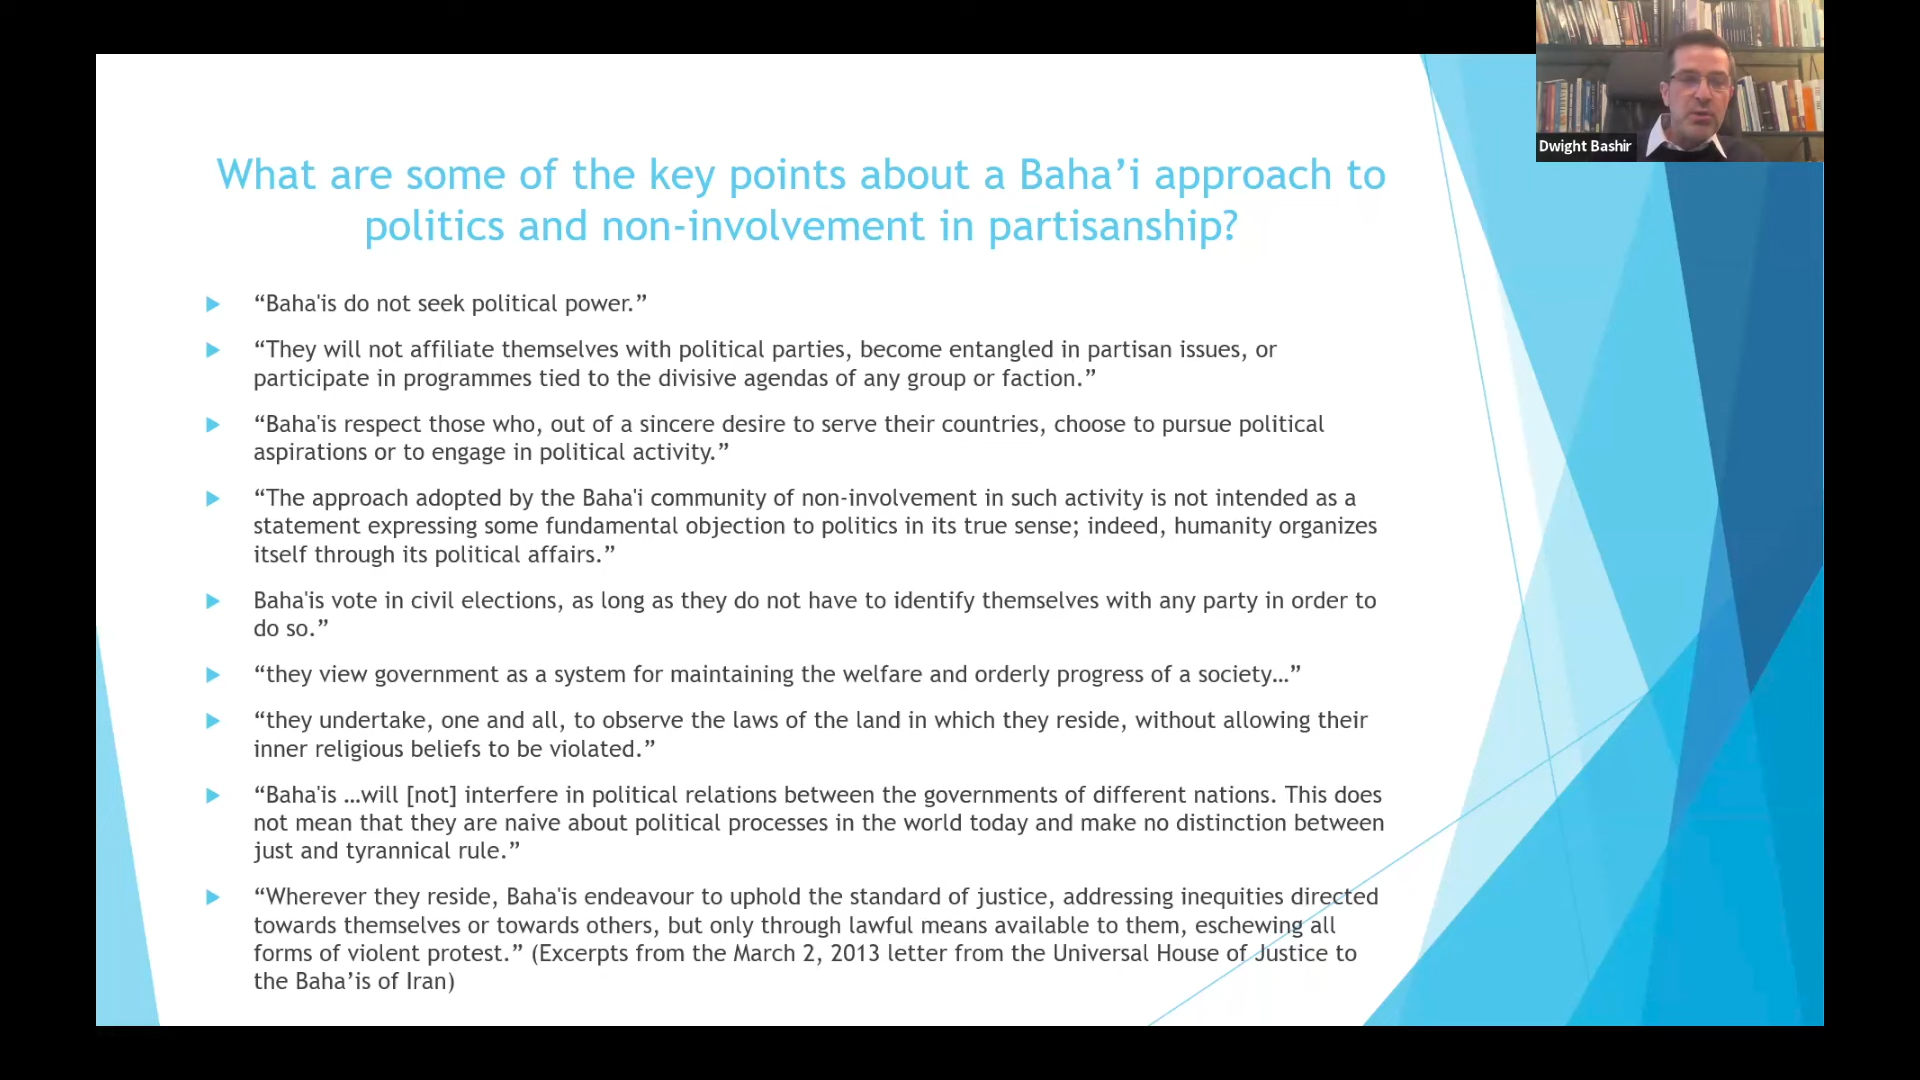 Dwight Bashir
What are some of the key points about a Baha’i approach to
politics and non-involvement in partisanship?
“Baha'is do not seek political power.”
“They will not affiliate themselves with political parties, become entangled in partisan issues, or
participate in programmes tied to the divisive agendas of any group or faction.”
“Baha'is respect those who, out of a sincere desire to serve their countries, choose to pursue political
aspirations or to engage in political activity.”
“The approach adopted by the Baha'i community of non-involvement in such activity is not intended as a
statement expressing some fundamental objection to politics in its true sense; indeed, humanity organizes
itself through its political affairs.”
Baha'is vote in civil elections, as long as they do not have to identify themselves with any party in order to
do so.”
“they view government as a system for maintaining the welfare and orderly progress of a society…”
“they undertake, one and all, to observe the laws of the land in which they reside, without allowing their
inner religious beliefs to be violated.”
“Baha'is …will [not] interfere in political relations between the governments of different nations. This does
not mean that they are naive about political processes in the world today and make no distinction between
just and tyrannical rule.”
“Wherever they reside, Baha'is endeavour to uphold the standard of justice, addressing inequities directed
towards themselves or towards others, but only through lawful means available to them, eschewing all
forms of violent protest.” (Excerpts from the March 2, 2013 letter from the Universal House of Justice to
the Baha’is of Iran)